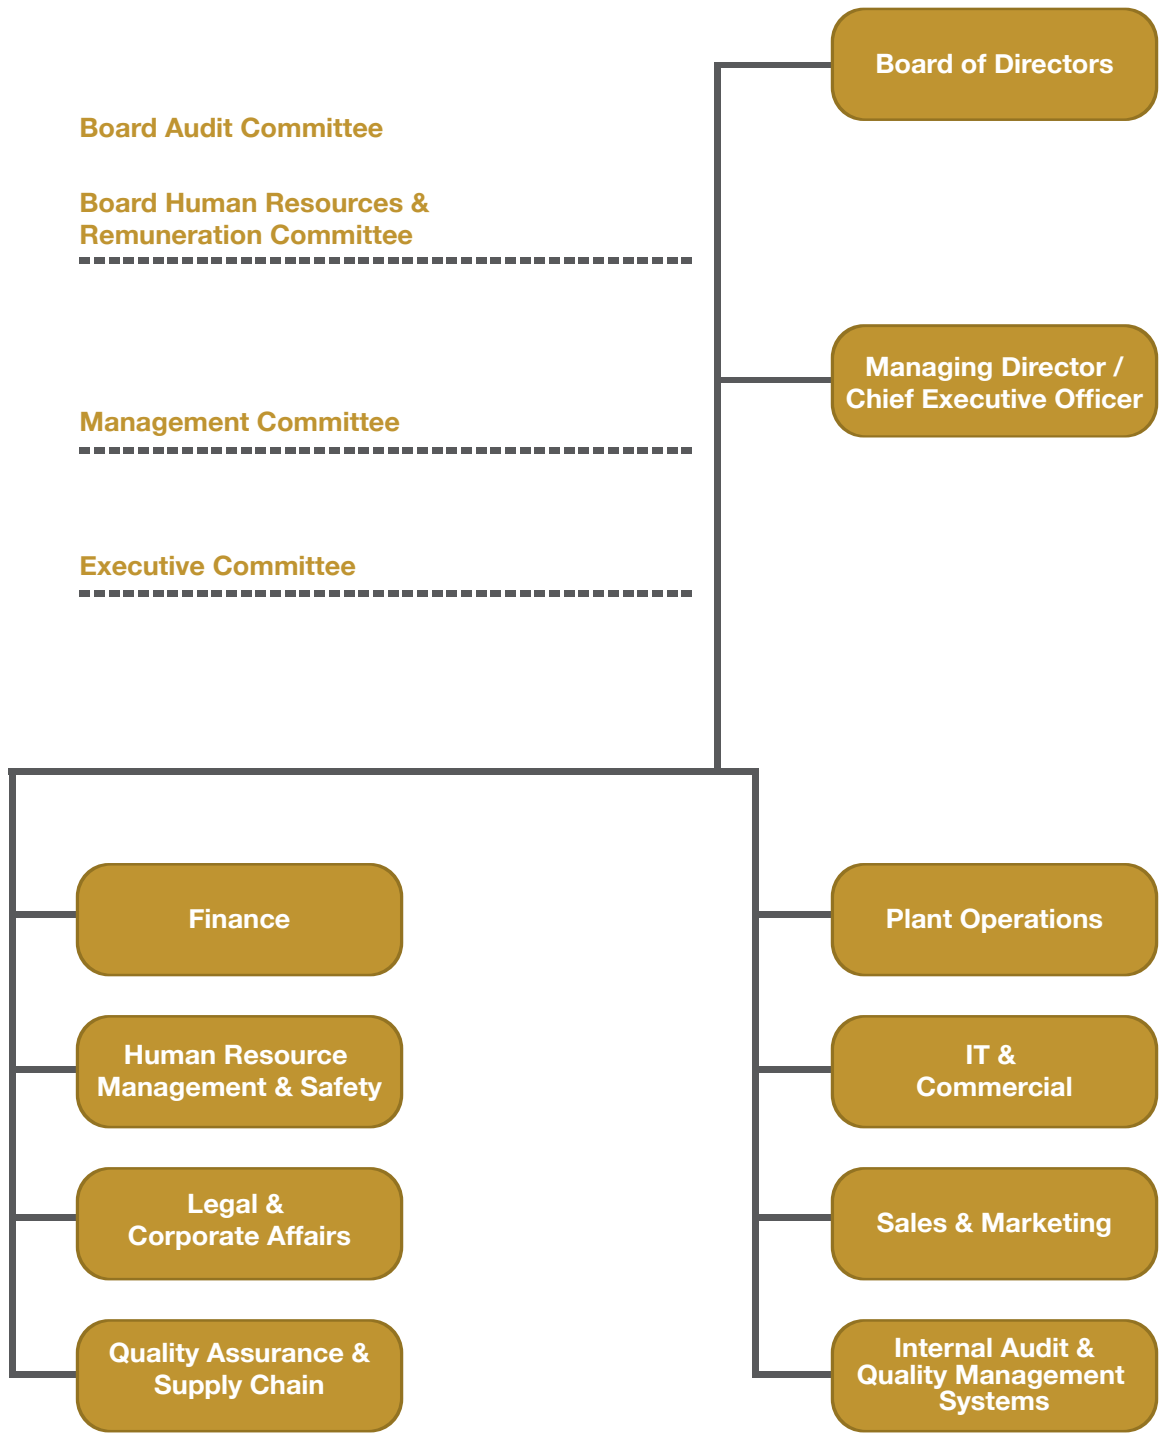 Board of Directors
Board Audit Committee
Board Human Resources &
Remuneration Committee
Managing Director /
Chief Executive Officer
Management Committee
Executive Committee
Finance
Plant Operations
Human Resource
Management & Safety
IT &
Commercial
Legal &
Corporate Affairs
Sales & Marketing
Quality Assurance &
Supply Chain
Internal Audit &
Quality Management
Systems